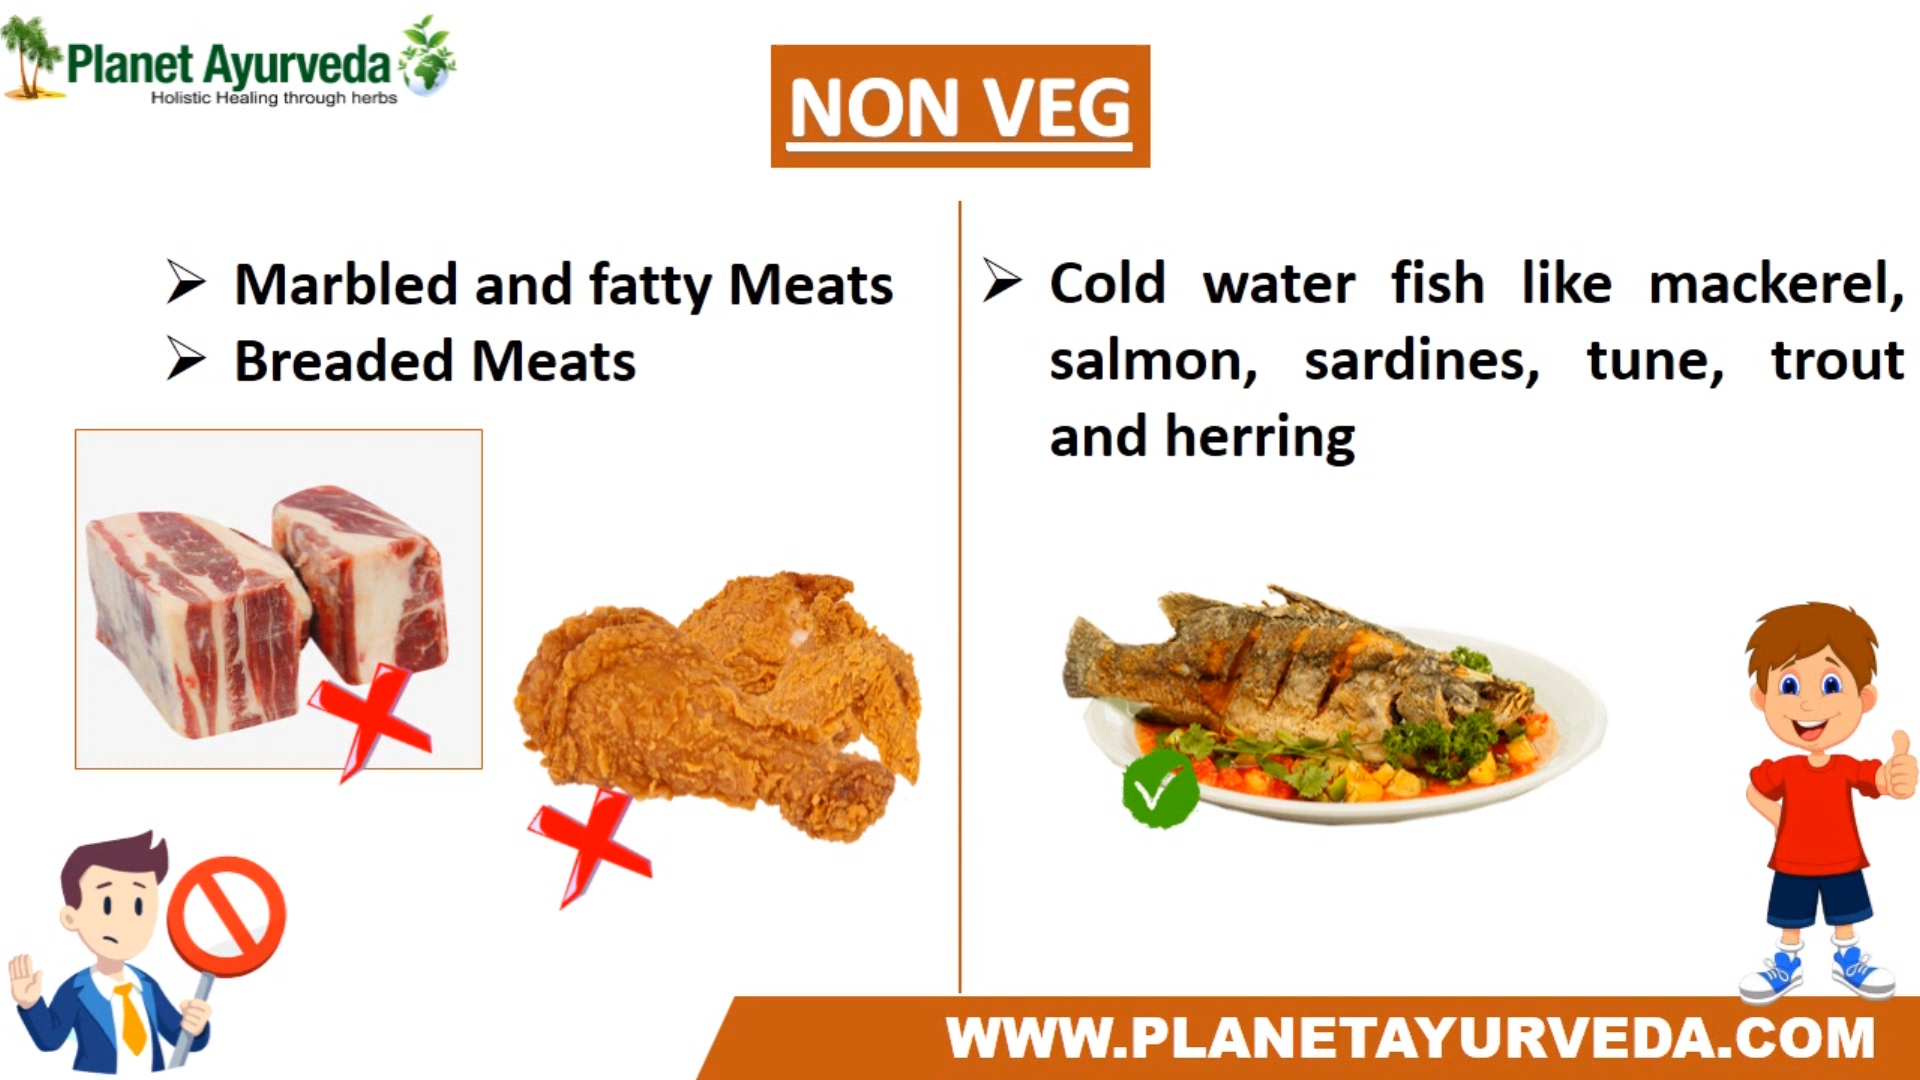 Planet Ayurveda
Holistic Healing through herbs
NON VEG
➢ Marbled and fatty Meats
➢ Breaded Meats
➢ Cold water fish like mackerel,
salmon, sardines, tune, trout
and herring
WWW.PLANETAYURVEDA.COM